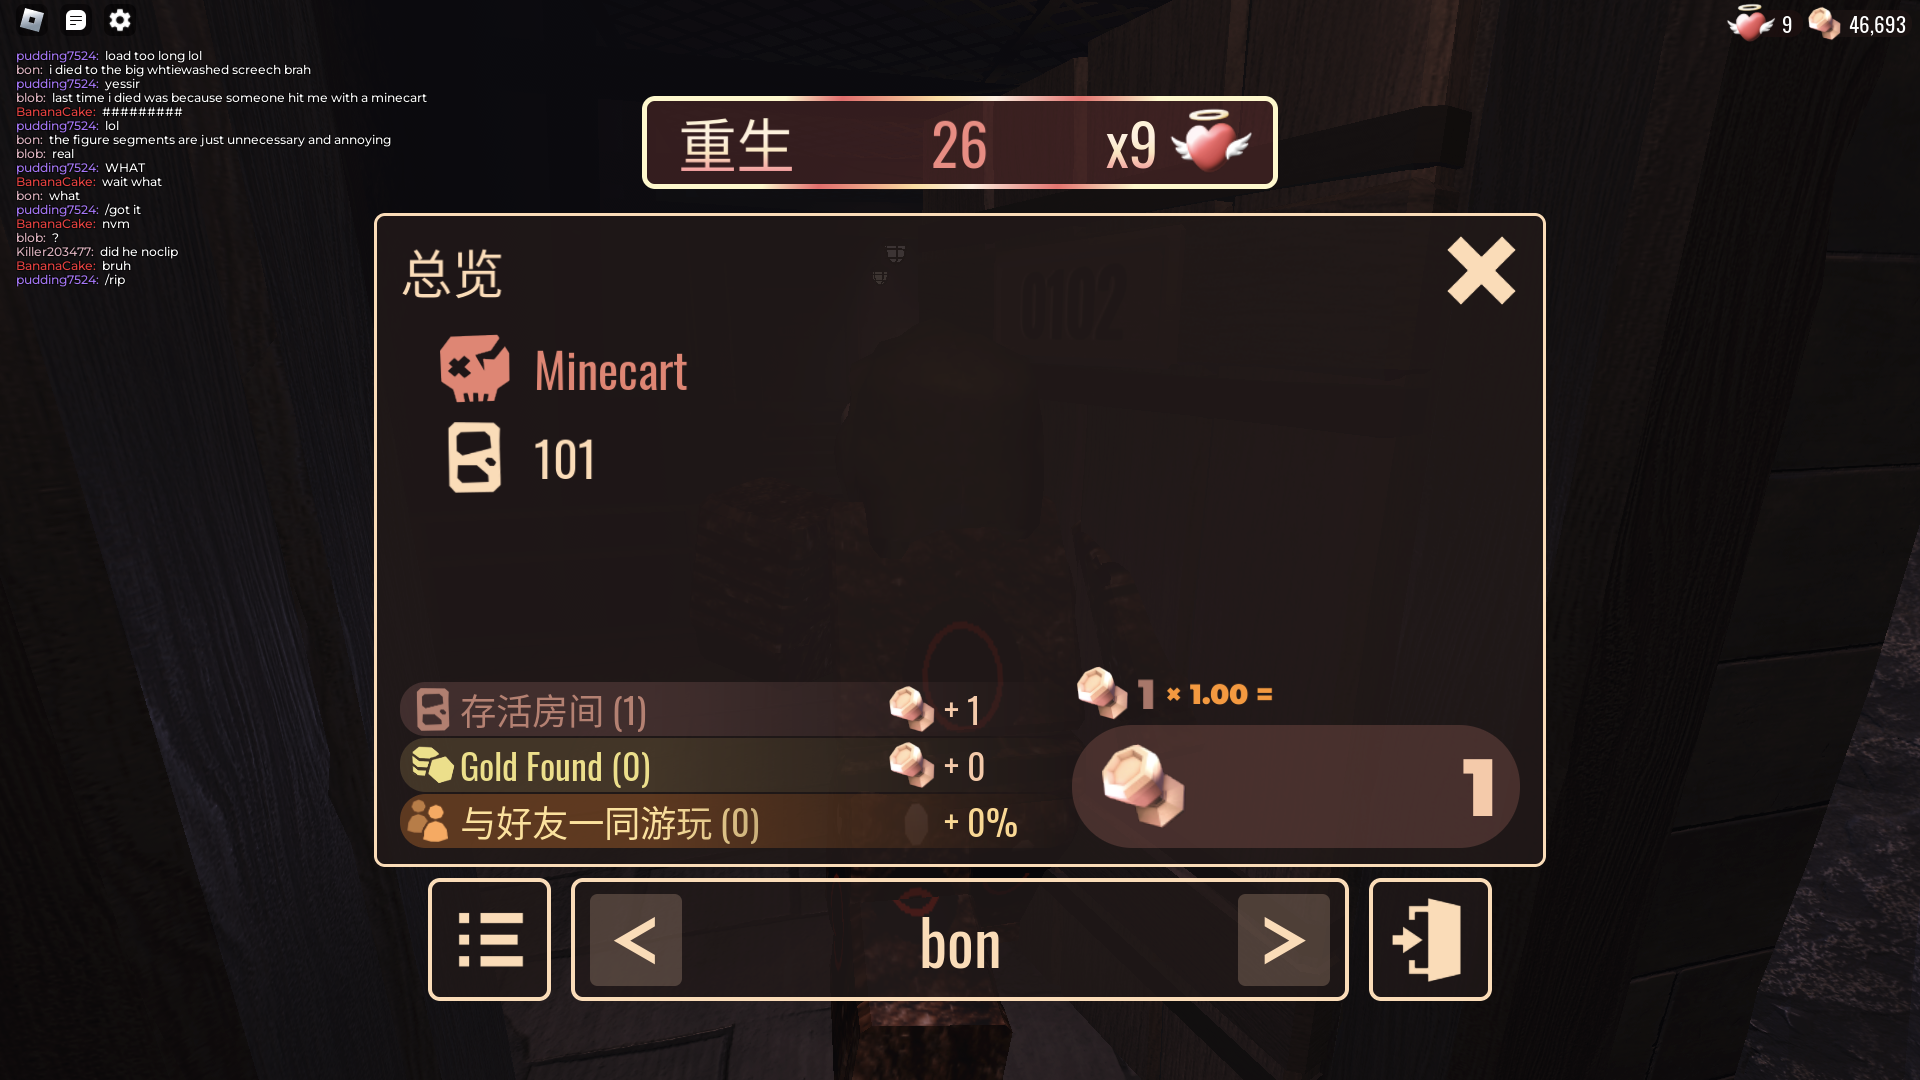 9 46,693
pudding7524: load too long lol
bon: i died to the big whtiewashed screech brah
pudding7524: yessir
blob: last time i died was because someone hit me with a minecart
BananaCake: #########
pudding7524: lol
bon: the figure segments are just unnecessary and annoying
blob: real
pudding7524: WHAT
BananaCake: wait what
bon: what
pudding7524: /got it
BananaCake: nvm
blob: ?
Killer203477: did he noclip
BananaCake: bruh
pudding7524: /rip
重生 26 x9
总览
0102
Minecart
101
存活房间 (1) + 1
Gold Found (0) + 0
与好友一同游玩 (0) + 0%
1 × 1.00 =
1
< bon >